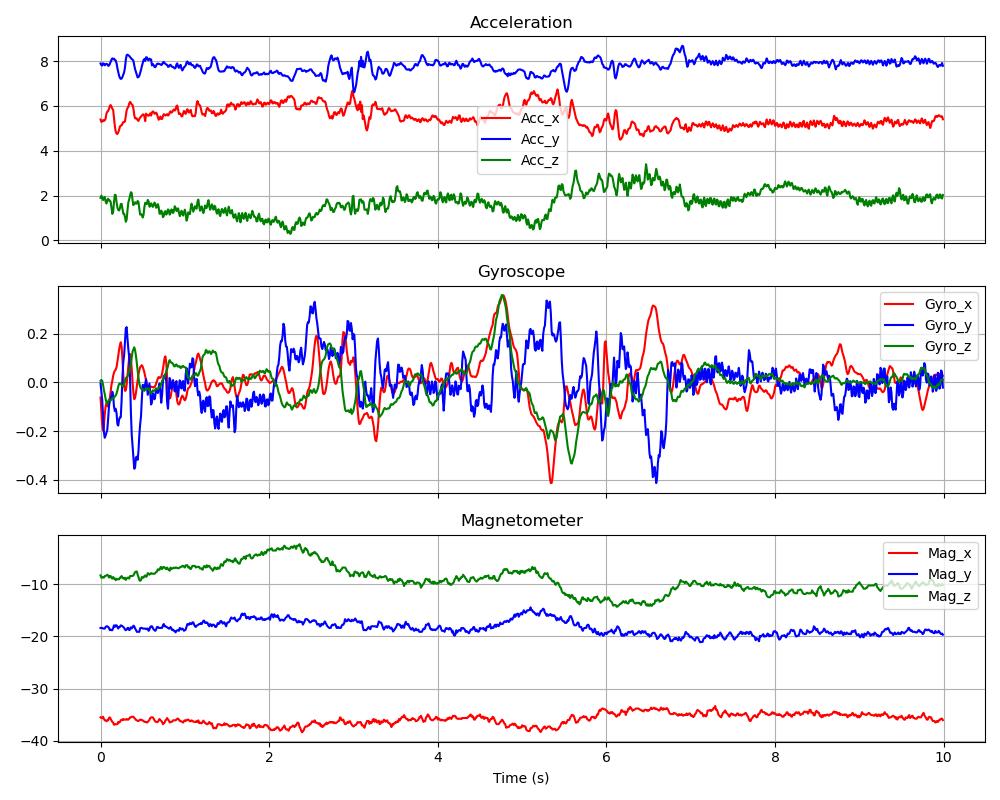 Acceleration
8
6
4
2
0
Acc_x
Acc_y
Acc_z
Gyroscope
0.2
0.0
−0.2
−0.4
Gyro_x
Gyro_y
Gyro_z
Magnetometer
−10
−20
−30
−40
Mag_x
Mag_y
Mag_z
0 2 4 6 8 10
Time (s)